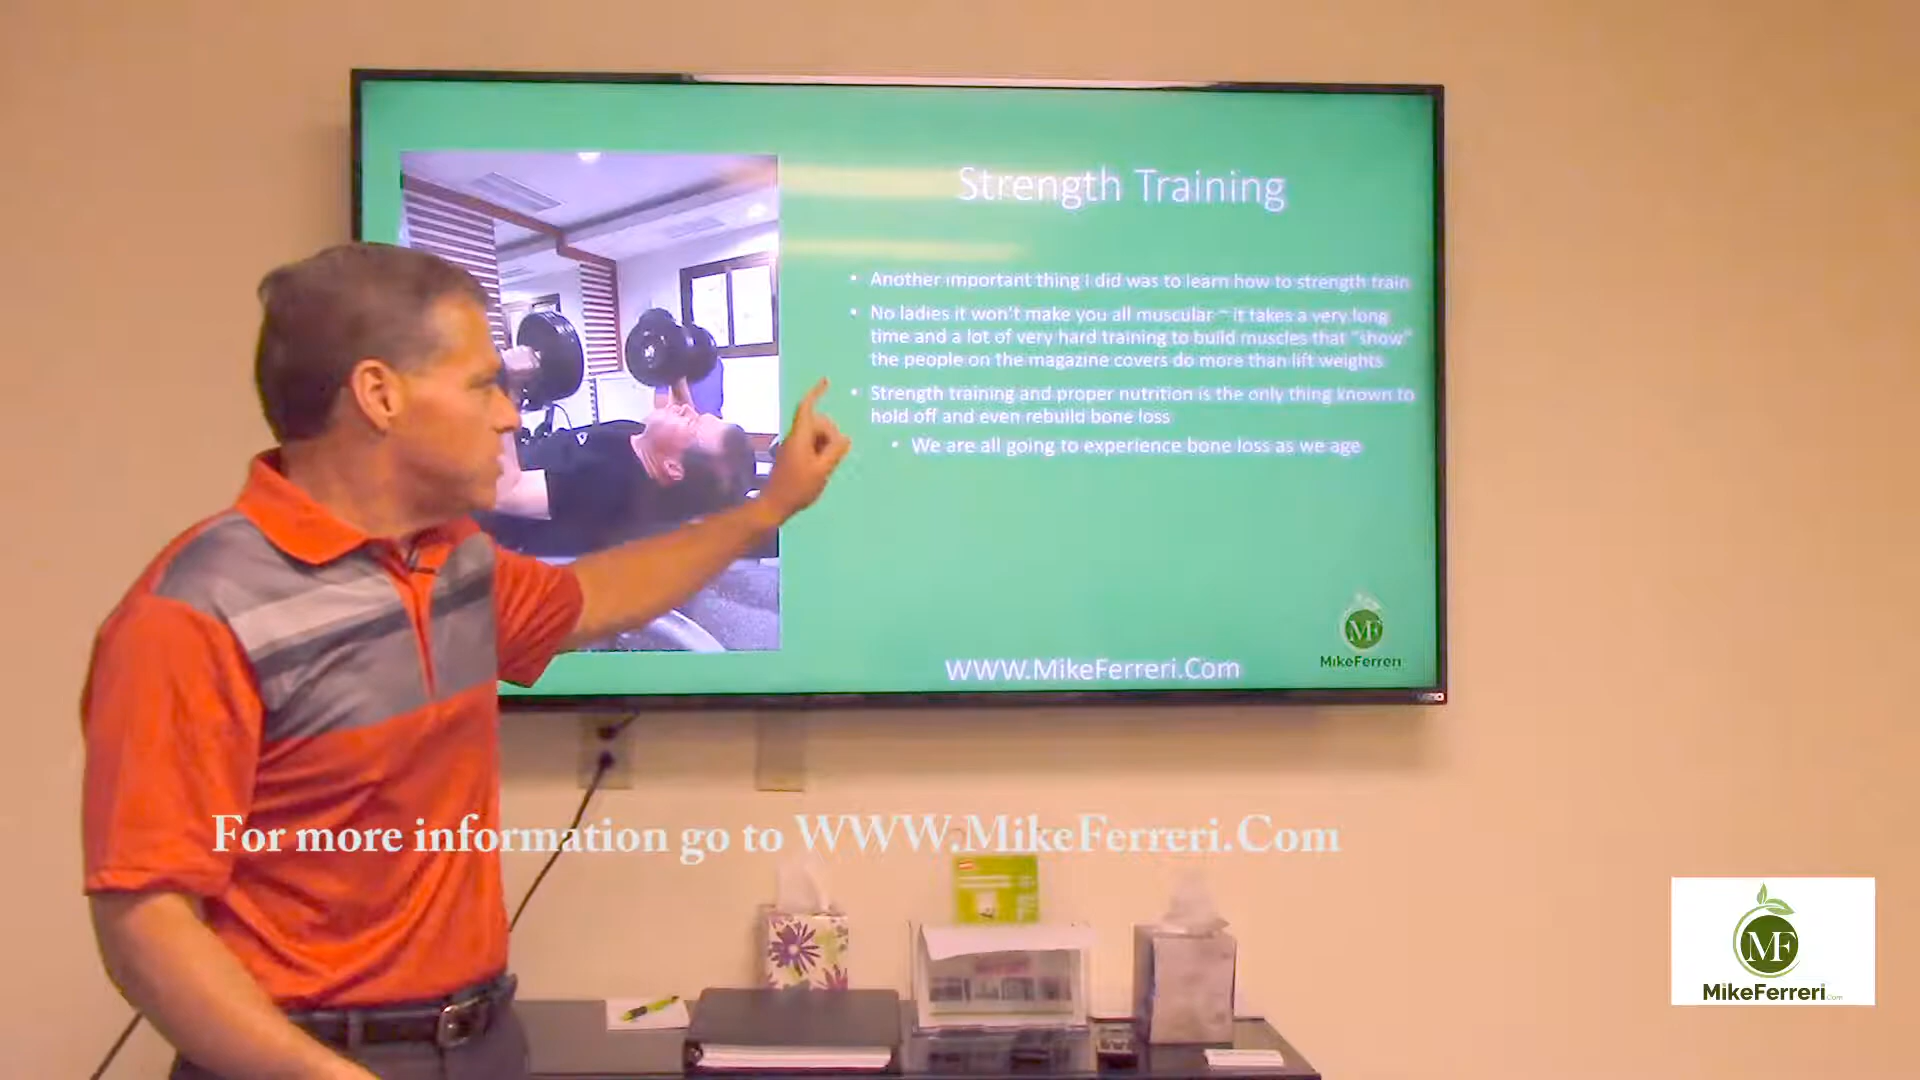 Strength Training
• Another important thing I did was to learn how to strength train
• No ladies it won't make you all muscular – it takes a very long
time and a lot of very hard training to build muscles that "show"
the people on the magazine covers do more than lift weights
• Strength training and proper nutrition is the only thing known to
hold off and even rebuild bone loss
• We are all going to experience bone loss as we age
MF
MikeFerreri
WWW.MikeFerreri.Com
VIZIO
For more information go to WWW.MikeFerreri.Com
MF
MikeFerreri.Com